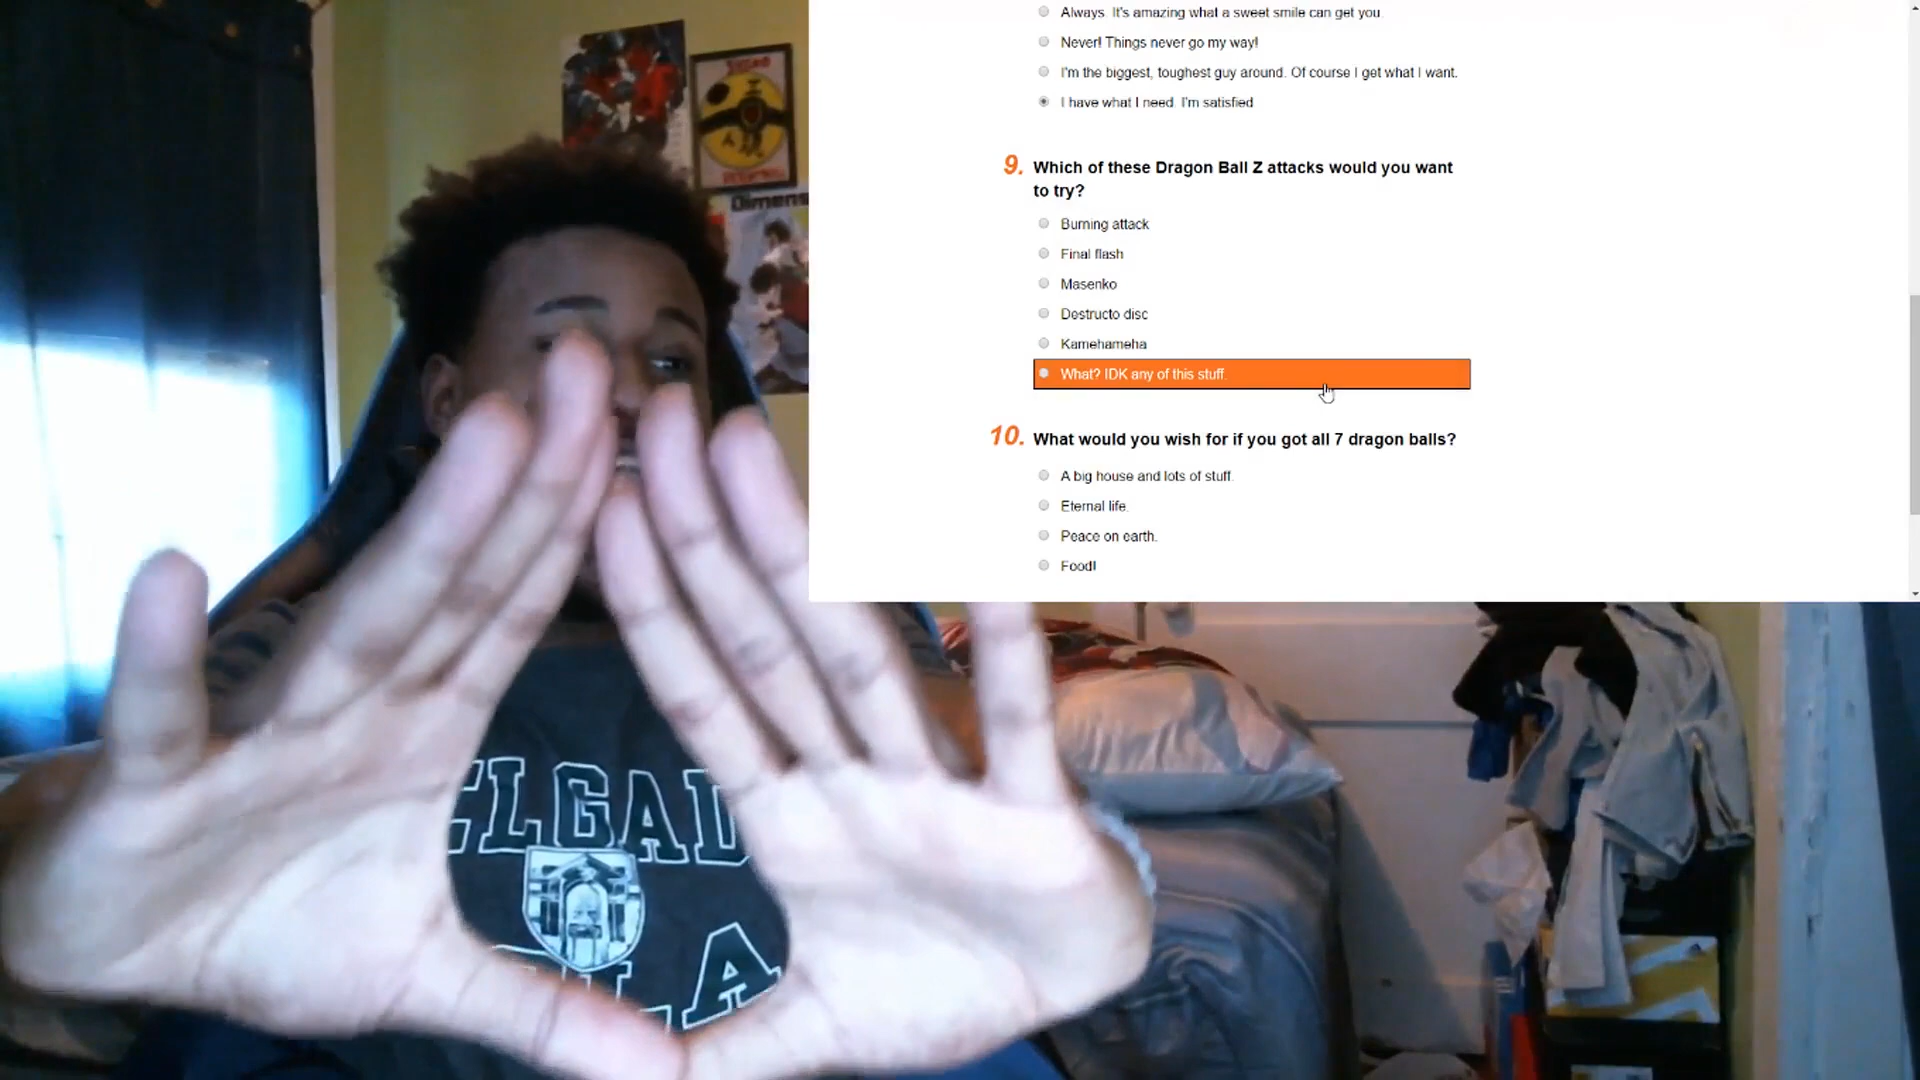 Always. It's amazing what a sweet smile can get you.
Never! Things never go my way!
I'm the biggest, toughest guy around. Of course I get what I want.
I have what I need. I'm satisfied
9. Which of these Dragon Ball Z attacks would you want
to try?
Burning attack
Final flash
Masenko
Destructo disc
Kamehameha
What? IDK any of this stuff.
10. What would you wish for if you got all 7 dragon balls?
A big house and lots of stuff.
Eternal life.
Peace on earth.
Food!
Dimens
LGAD
LA